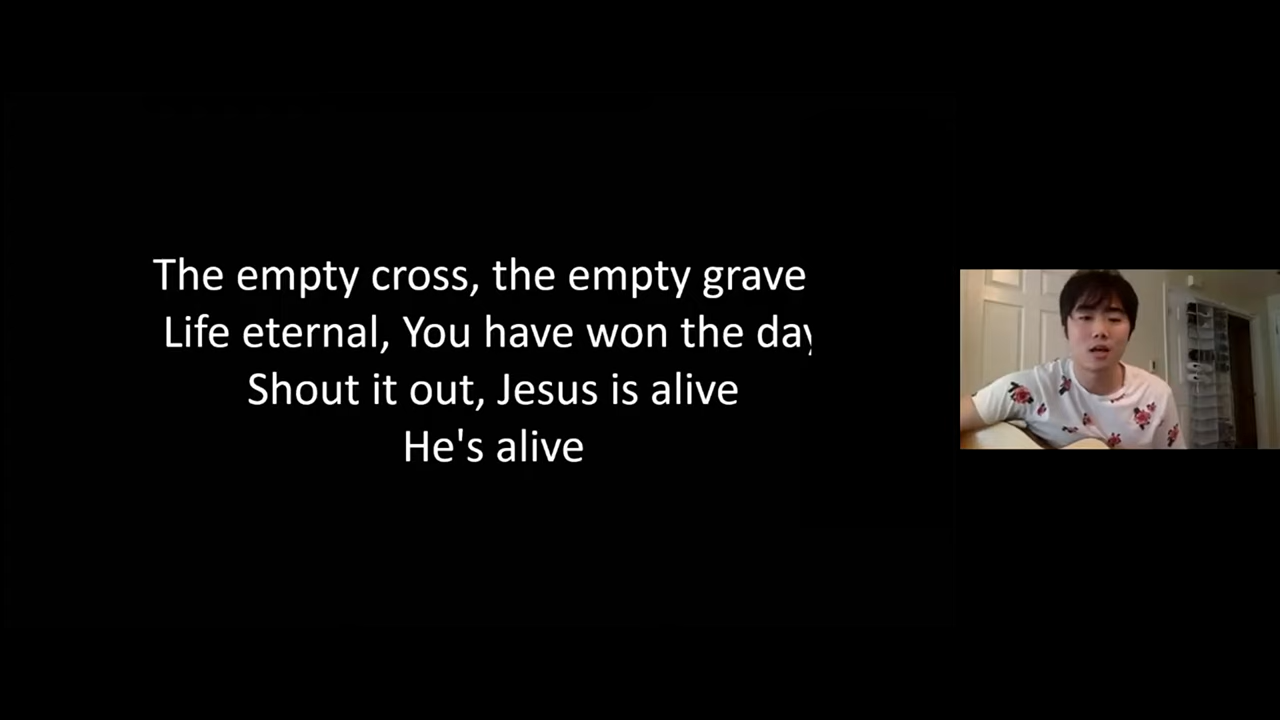 The empty cross, the empty grave
Life eternal, You have won the day
Shout it out, Jesus is alive
He's alive